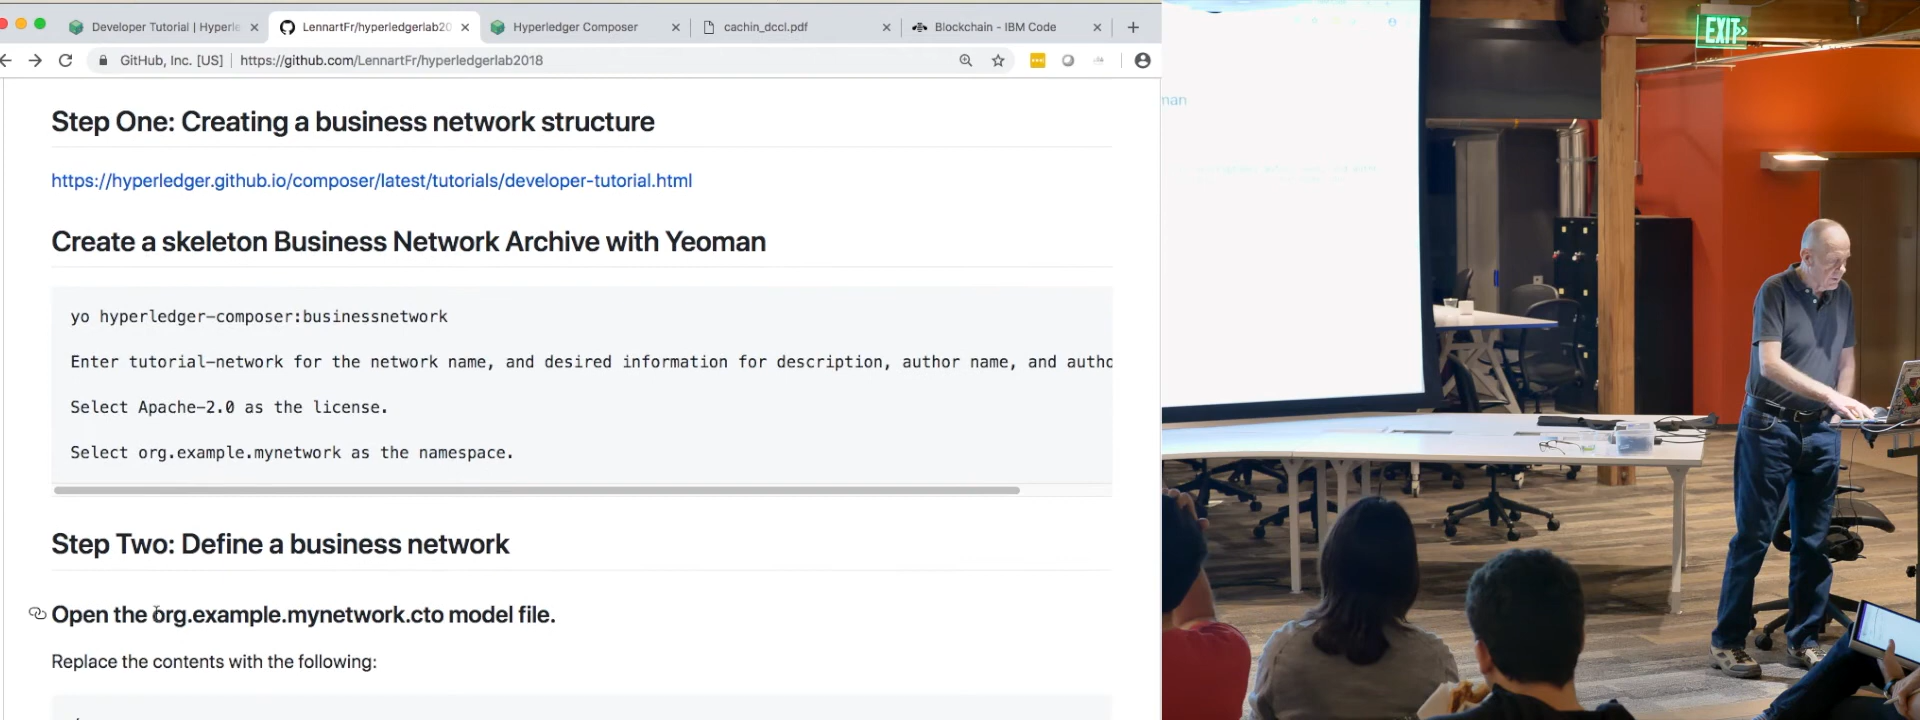 Developer Tutorial | Hyperle
LennartFr/hyperledgerlab20
Hyperledger Composer
cachin_dccl.pdf
Blockchain - IBM Code
GitHub, Inc. [US]
https://github.com/LennartFr/hyperledgerlab2018
Step One: Creating a business network structure
https://hyperledger.github.io/composer/latest/tutorials/developer-tutorial.html
Create a skeleton Business Network Archive with Yeoman
yo hyperledger-composer:businessnetwork
Enter tutorial-network for the network name, and desired information for description, author name, and autho
Select Apache-2.0 as the license.
Select org.example.mynetwork as the namespace.
Step Two: Define a business network
Open the org.example.mynetwork.cto model file.
Replace the contents with the following:
man
EXIT